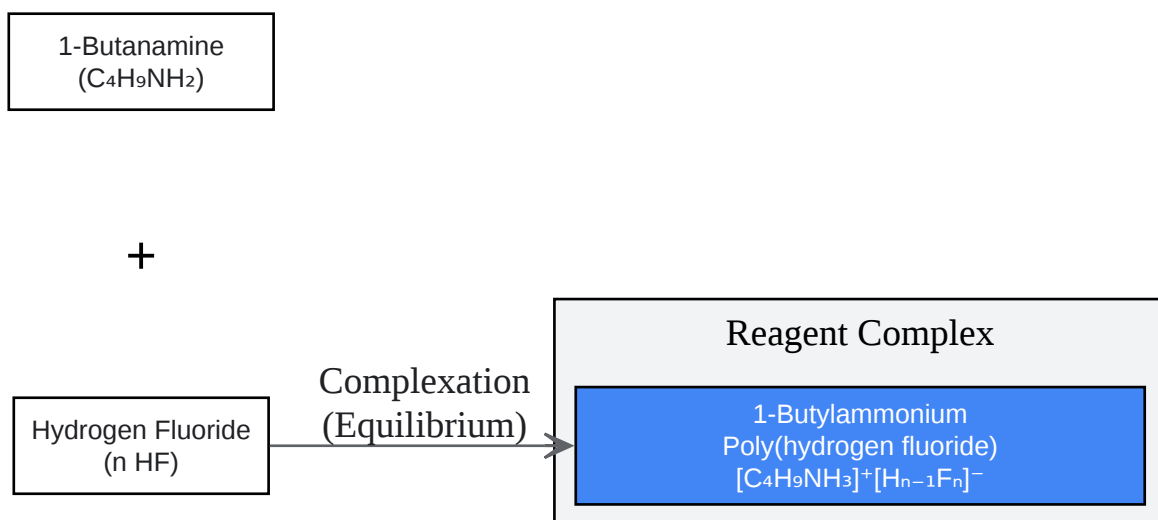 1-Butanamine
(C₄H₉NH₂)
+
Hydrogen Fluoride
(n HF)
Complexation
(Equilibrium)
Reagent Complex
1-Butylammonium
Poly(hydrogen fluoride)
[C₄H₉NH₃]⁺[Hₙ₋₁Fₙ]⁻